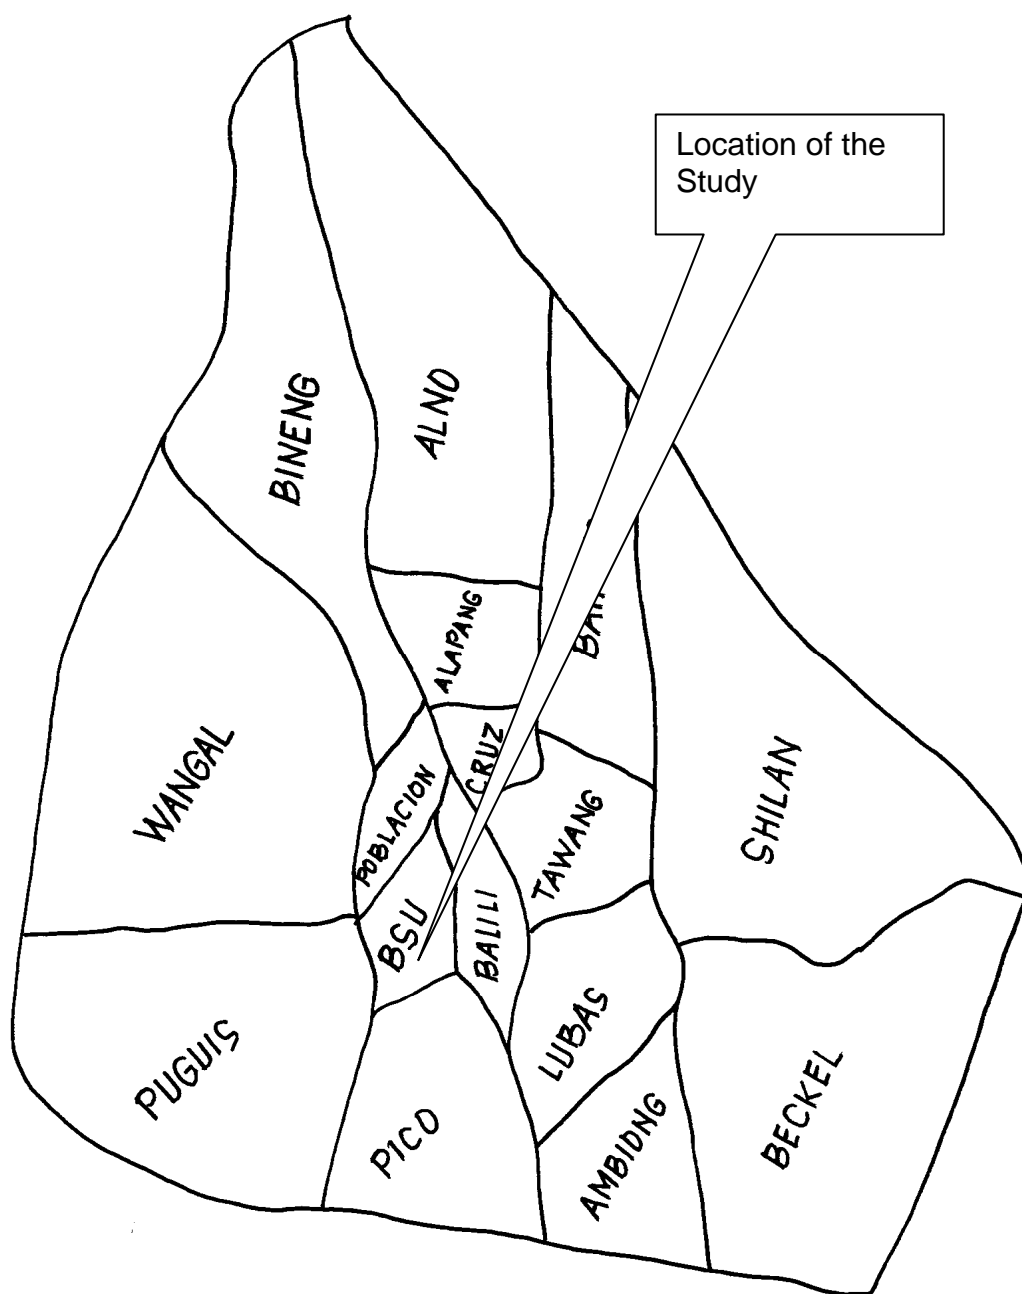 Location of the
Study
BINENG
ALNO
ALAPANG
WANGAL
CRUZ
POBLACION
SHILAN
TAWANG
BSU
BALILI
LUBAS
PUGUIS
PICO
AMBIONG
BECKEL